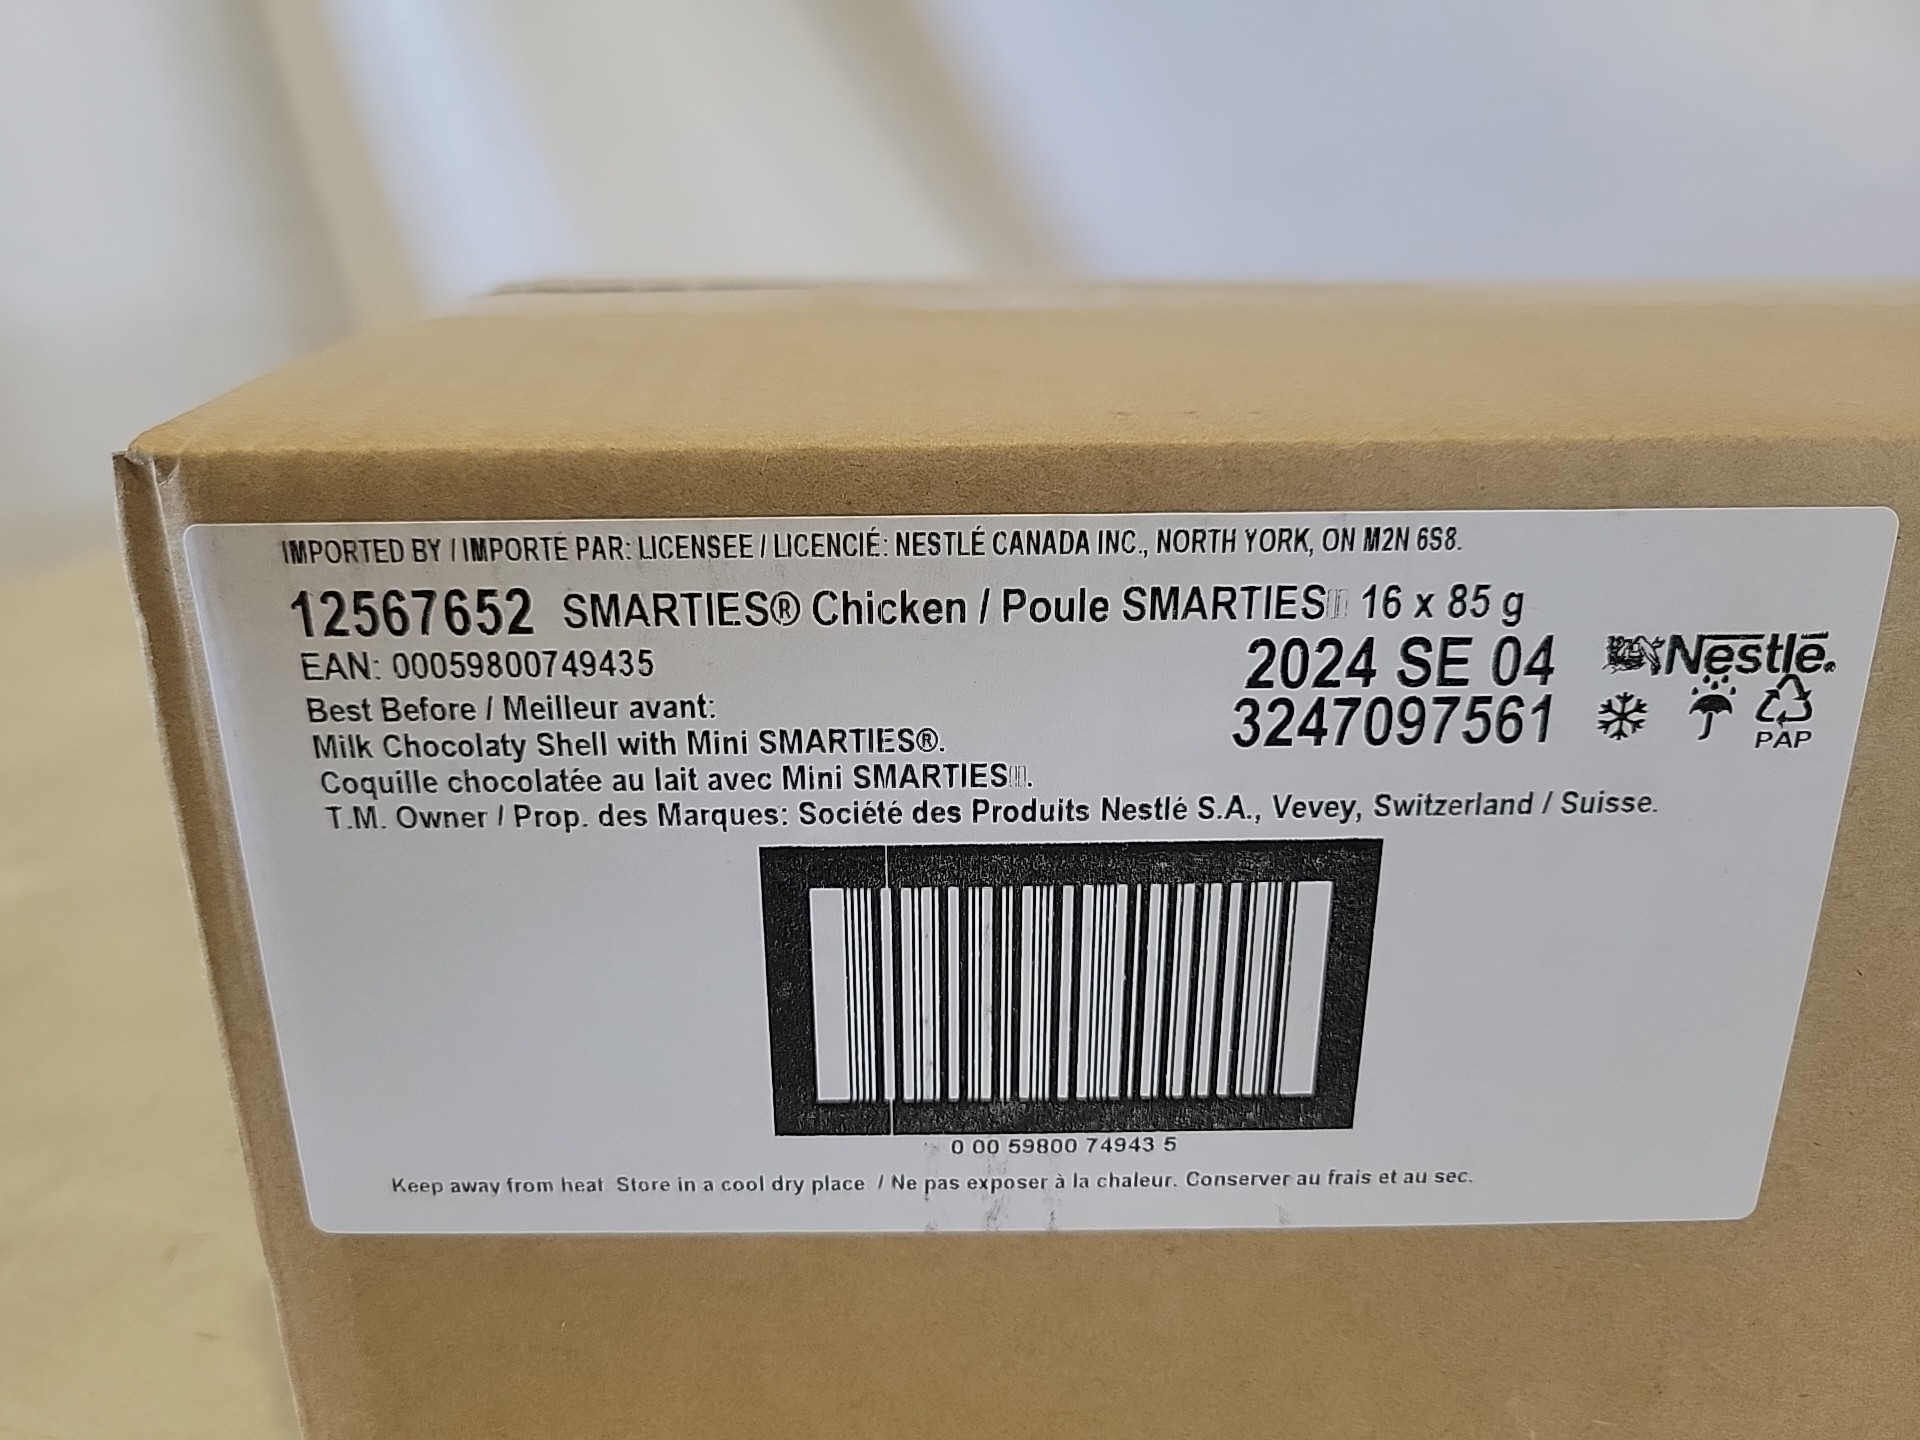 IMPORTED BY / IMPORTÉ PAR: LICENSEE / LICENCIÉ: NESTLÉ CANADA INC., NORTH YORK, ON M2N 6S8.
12567652 SMARTIES® Chicken / Poule SMARTIES▯▯ 16 x 85 g
EAN: 00059800749435
2024 SE 04
Nestlé®
Best Before / Meilleur avant:
3247097561
PAP
Milk Chocolaty Shell with Mini SMARTIES®.
Coquille chocolatée au lait avec Mini SMARTIES▯▯.
T.M. Owner / Prop. des Marques: Société des Produits Nestlé S.A., Vevey, Switzerland / Suisse.
0 00 59800 74943 5
Keep away from heat. Store in a cool dry place / Ne pas exposer à la chaleur. Conserver au frais et au sec.